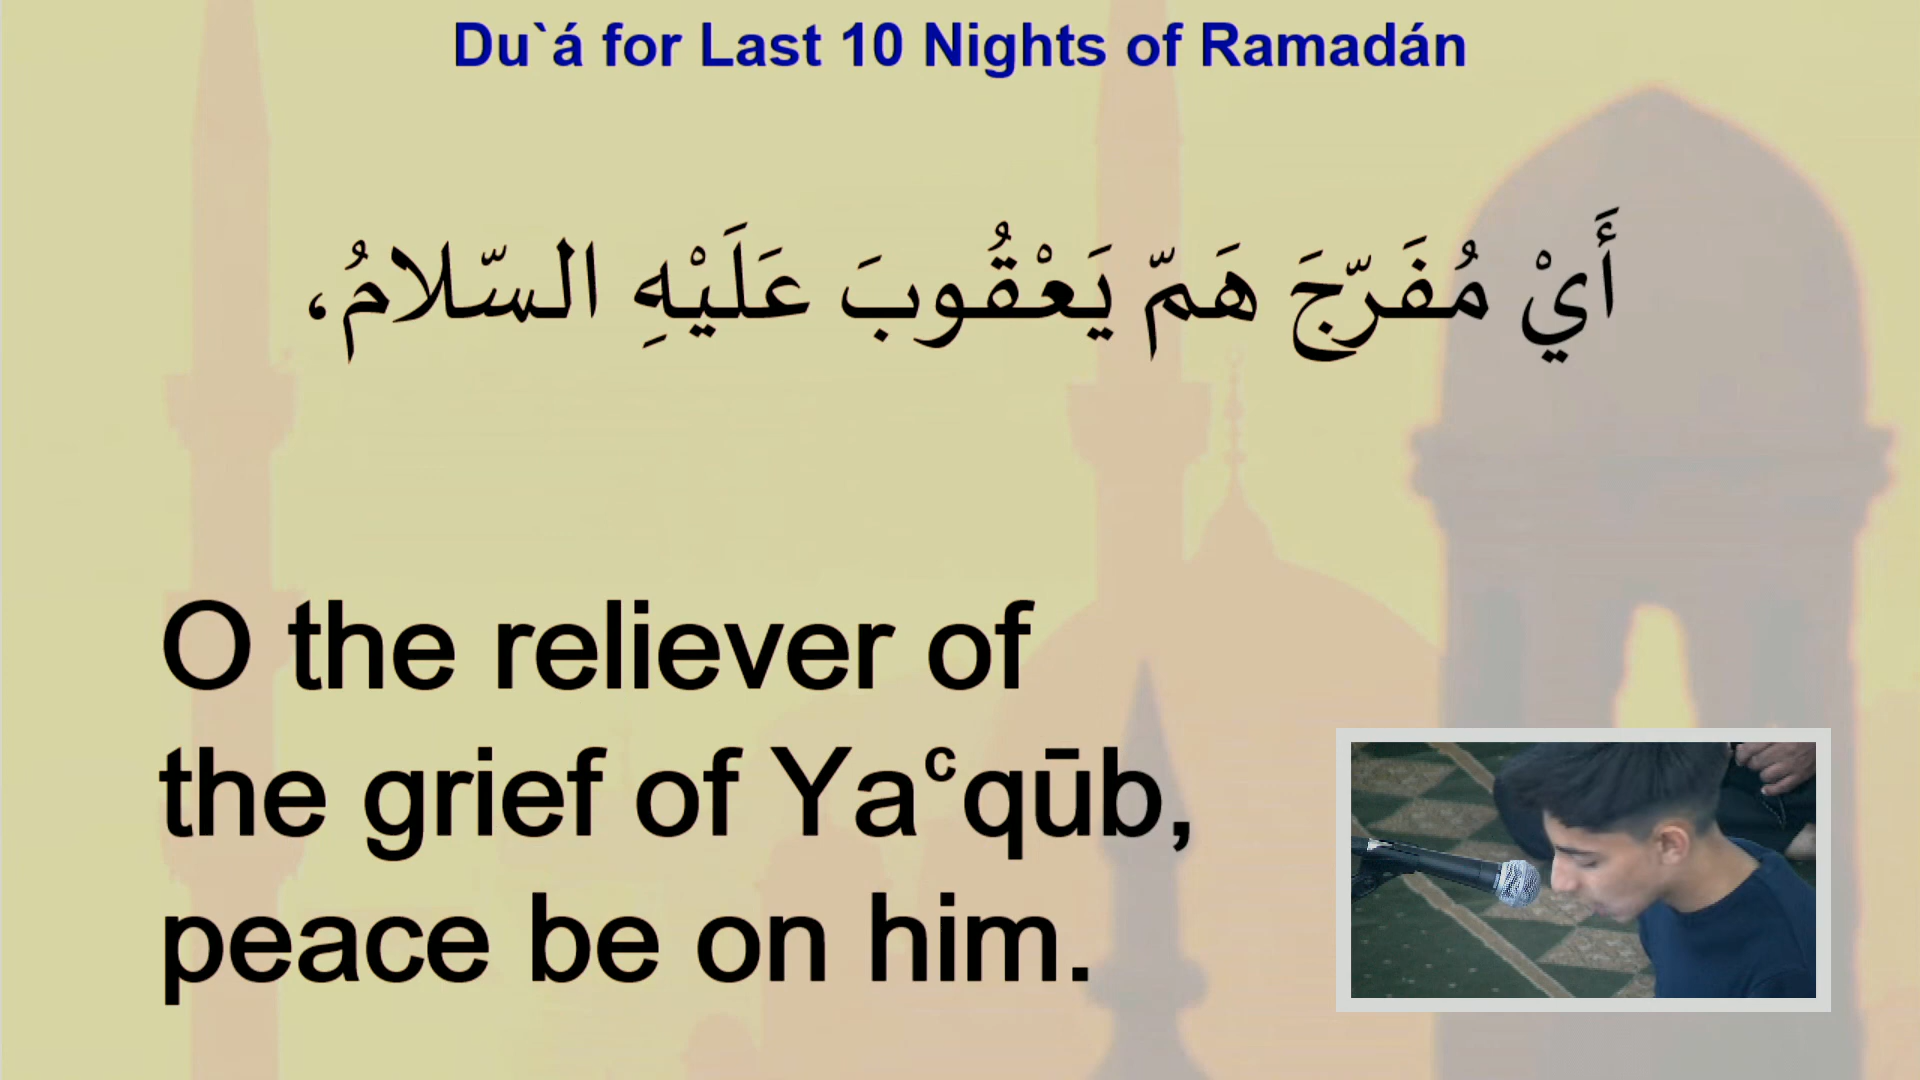 Du`á for Last 10 Nights of Ramadán
أَيْ مُفَرّجَ هَمّ يَعْقُوبَ عَلَيْهِ السّلامُ،
O the reliever of
the grief of Yaᶜqūb,
peace be on him.